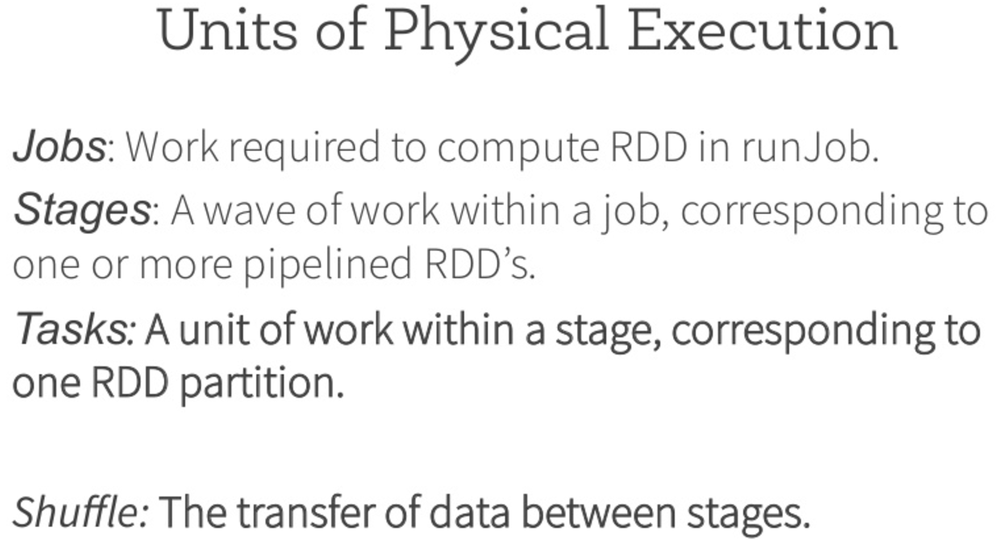 Units of Physical Execution
Jobs: Work required to compute RDD in runJob.
Stages: A wave of work within a job, corresponding to
one or more pipelined RDD’s.
Tasks: A unit of work within a stage, corresponding to
one RDD partition.
Shuffle: The transfer of data between stages.